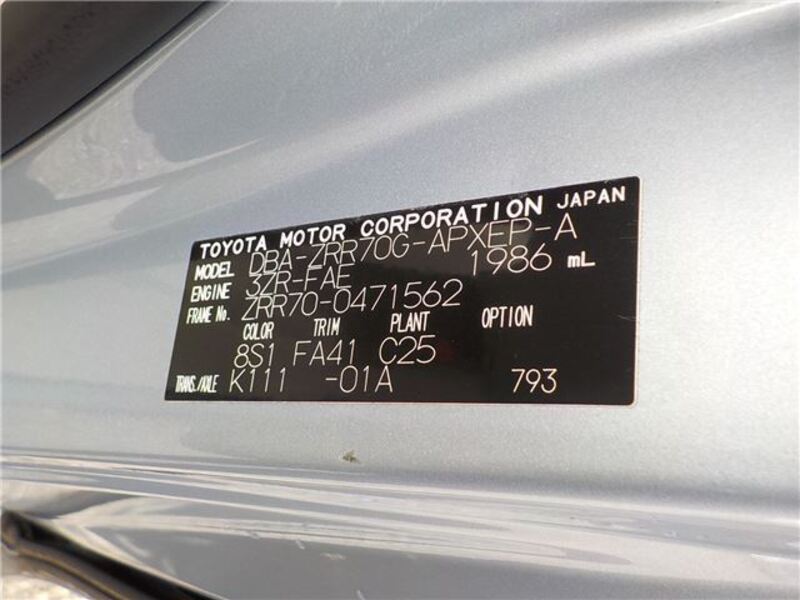 TOYOTA MOTOR CORPORATION JAPAN
MODEL DBA-ZRR70G-APXEP-A
ENGINE 3ZR-FAE 1986 mL
FRAME No. ZRR70-0471562
COLOR TRIM PLANT OPTION
8S1 FA41 C25
TRANS./AXLE K111 -01A 793